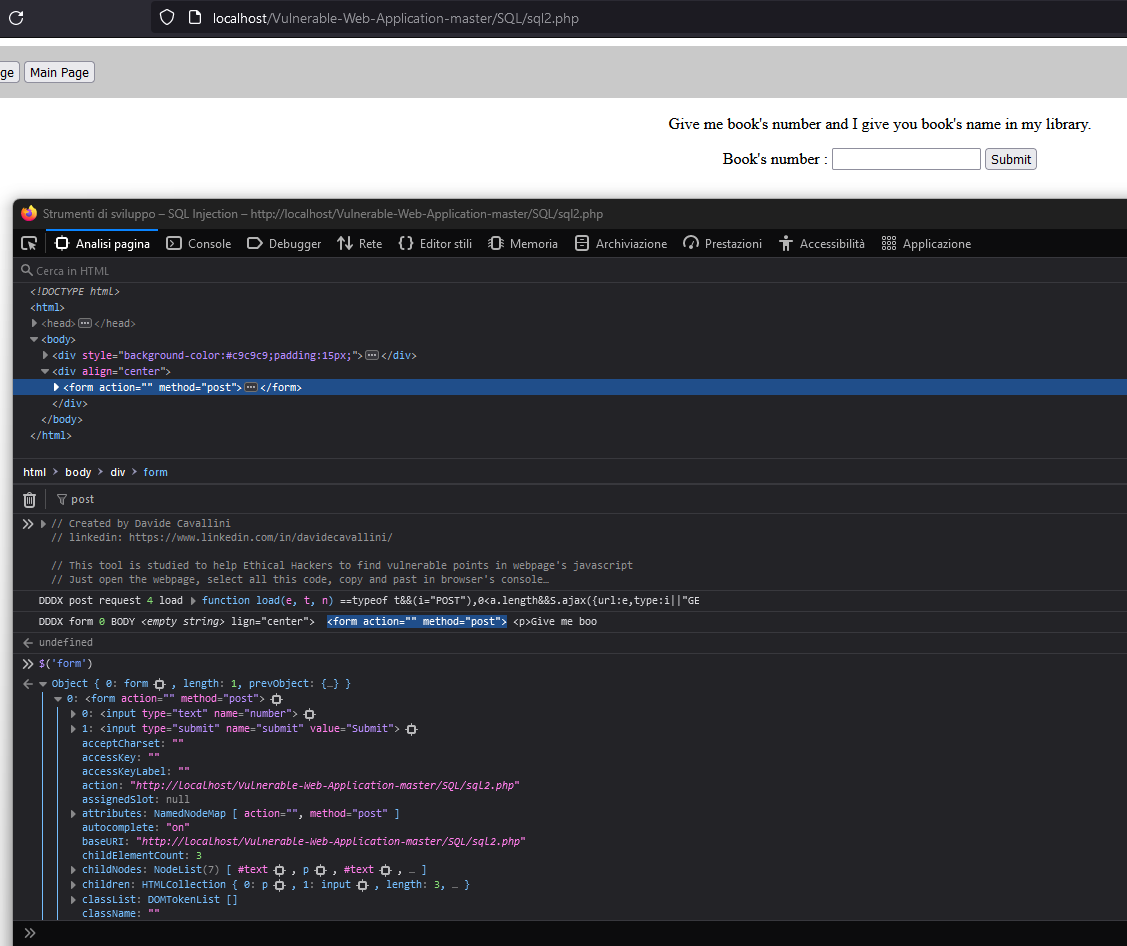 localhost/Vulnerable-Web-Application-master/SQL/sql2.php
ge Main Page
Give me book's number and I give you book's name in my library.
Book's number : Submit
Strumenti di sviluppo – SQL Injection – http://localhost/Vulnerable-Web-Application-master/SQL/sql2.php
Analisi pagina Console Debugger Rete Editor stili Memoria Archiviazione Prestazioni Accessibilità Applicazione
Cerca in HTML
<!DOCTYPE html>
<html>
<head> ••• </head>
<body>
<div style="background-color:#c9c9c9;padding:15px;"> ••• </div>
<div align="center">
<form action="" method="post"> ••• </form>
</div>
</body>
</html>
html > body > div > form
post
// Created by Davide Cavallini
// linkedin: https://www.linkedin.com/in/davidecavallini/
// This tool is studied to help Ethical Hackers to find vulnerable points in webpage's javascript
// Just open the webpage, select all this code, copy and past in browser's console…
DDDX post request 4 load function load(e, t, n) ==typeof t&&(i="POST"),0<a.length&&S.ajax({url:e,type:i||"GE
DDDX form 0 BODY <empty string> lign="center"> <form action="" method="post"> <p>Give me boo
undefined
$('form')
Object { 0: form , length: 1, prevObject: {…} }
0: <form action="" method="post">
0: <input type="text" name="number">
1: <input type="submit" name="submit" value="Submit">
acceptCharset: ""
accessKey: ""
accessKeyLabel: ""
action: "http://localhost/Vulnerable-Web-Application-master/SQL/sql2.php"
assignedSlot: null
attributes: NamedNodeMap [ action="", method="post" ]
autocomplete: "on"
baseURI: "http://localhost/Vulnerable-Web-Application-master/SQL/sql2.php"
childElementCount: 3
childNodes: NodeList(7) [ #text , p , #text , … ]
children: HTMLCollection { 0: p , 1: input , length: 3, … }
classList: DOMTokenList []
className: ""